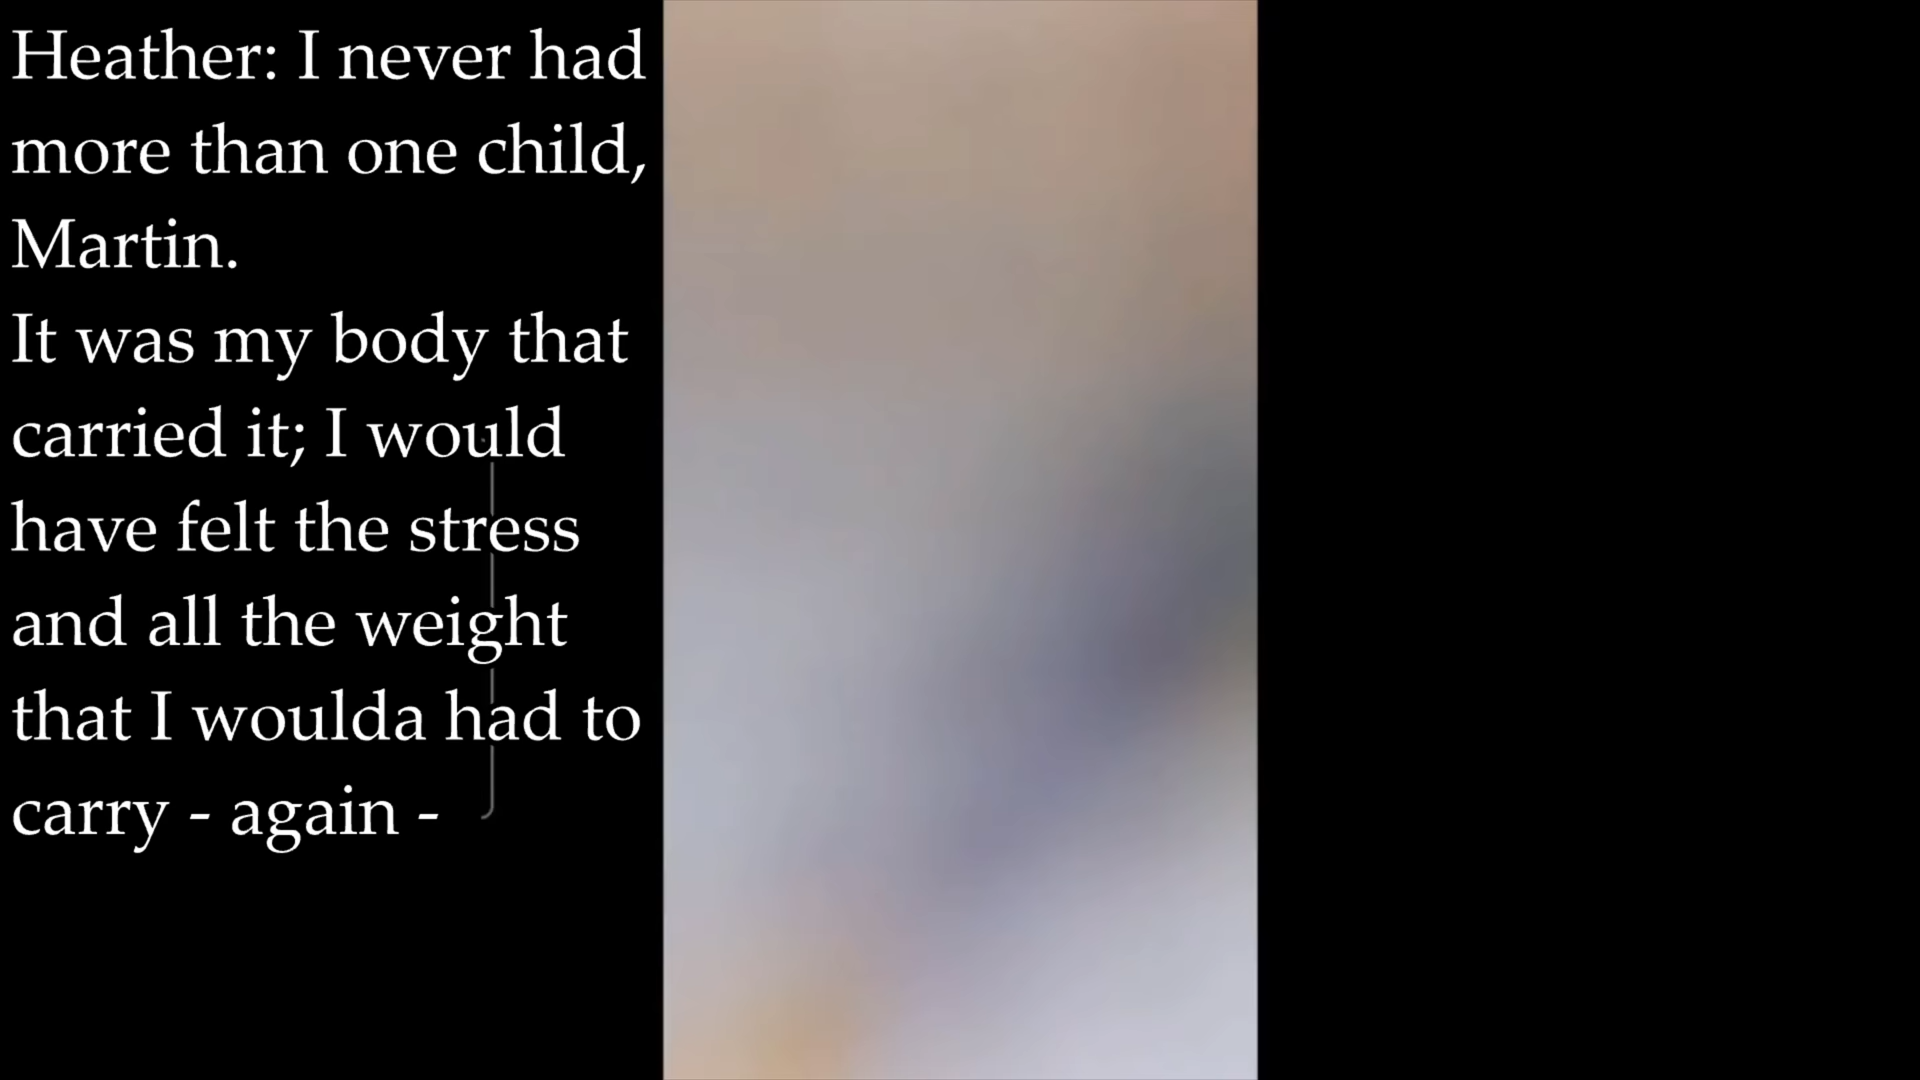 Heather: I never had
more than one child,
Martin.
It was my body that
carried it; I would
have felt the stress
and all the weight
that I woulda had to
carry - again -